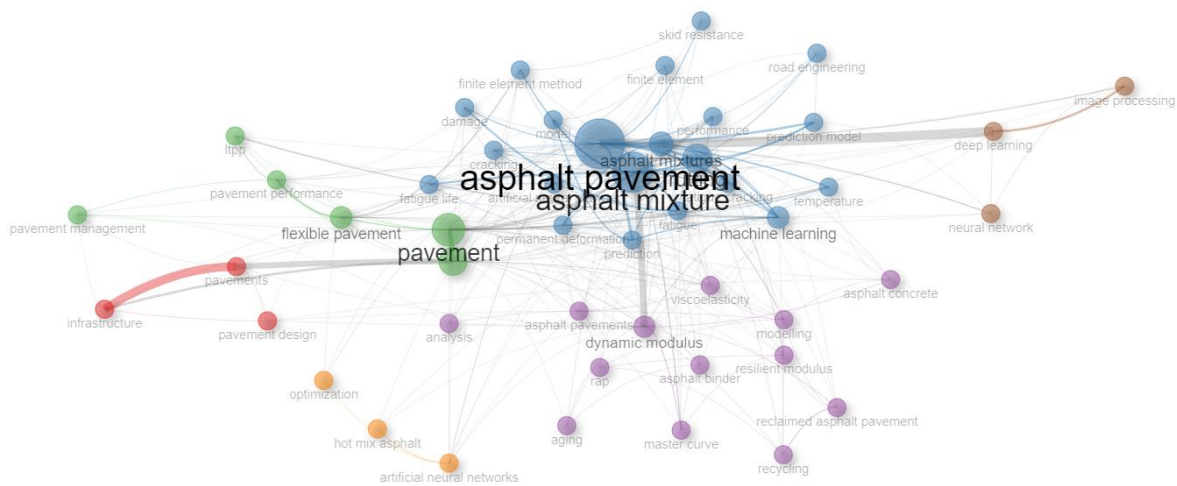 skid resistance
road engineering
finite element method
finite element
image processing
damage
model
performance
prediction model
deep learning
ltpp
cracking
asphalt mixtures
asphalt pavement
pavement performance
fatigue life
cracking
temperature
asphalt mixture
pavement management
flexible pavement
fatigue
machine learning
neural network
permanent deformation
prediction
pavement
pavements
viscoelasticity
asphalt concrete
infrastructure
pavement design
analysis
asphalt pavements
dynamic modulus
modelling
rap
asphalt binder
resilient modulus
optimization
reclaimed asphalt pavement
hot mix asphalt
aging
master curve
recycling
artificial neural networks